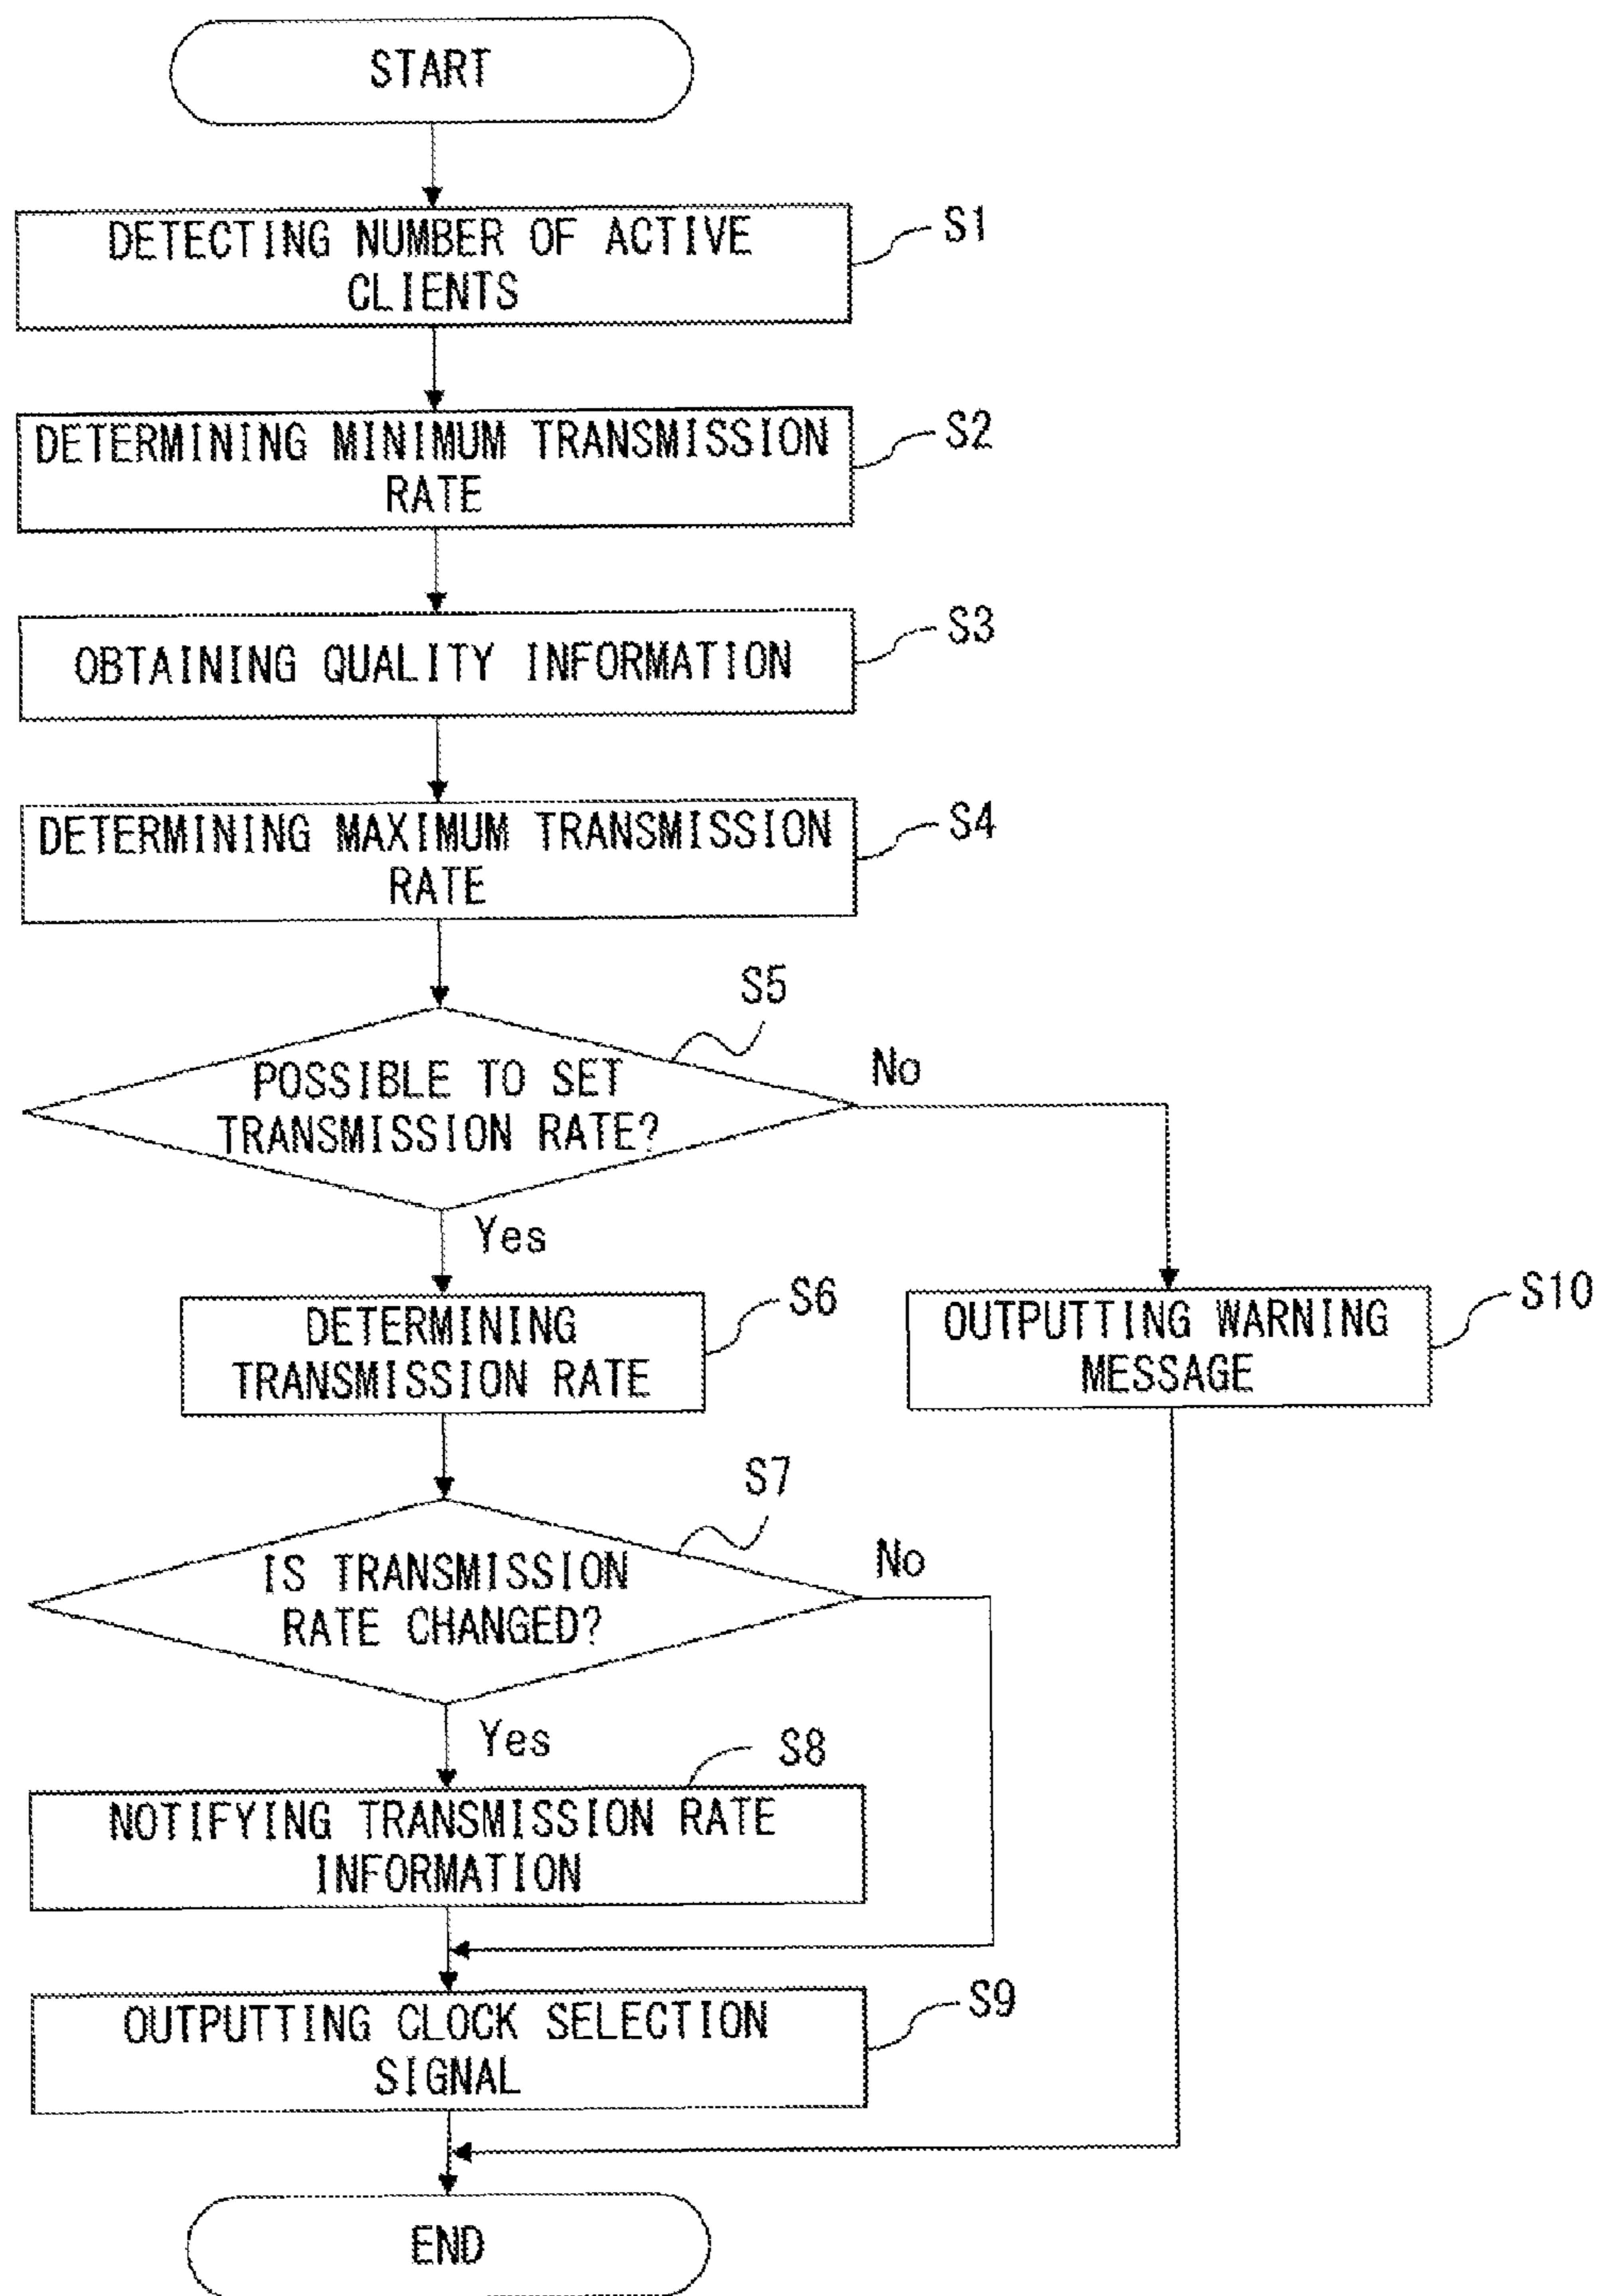 START
DETECTING NUMBER OF ACTIVE
CLIENTS
S1
DETERMINING MINIMUM TRANSMISSION
RATE
S2
OBTAINING QUALITY INFORMATION
S3
DETERMINING MAXIMUM TRANSMISSION
RATE
S4
S5
POSSIBLE TO SET
TRANSMISSION RATE?
No
Yes
DETERMINING
TRANSMISSION RATE
S6
OUTPUTTING WARNING
MESSAGE
S10
S7
IS TRANSMISSION
RATE CHANGED?
No
Yes
S8
NOTIFYING TRANSMISSION RATE
INFORMATION
OUTPUTTING CLOCK SELECTION
SIGNAL
S9
END